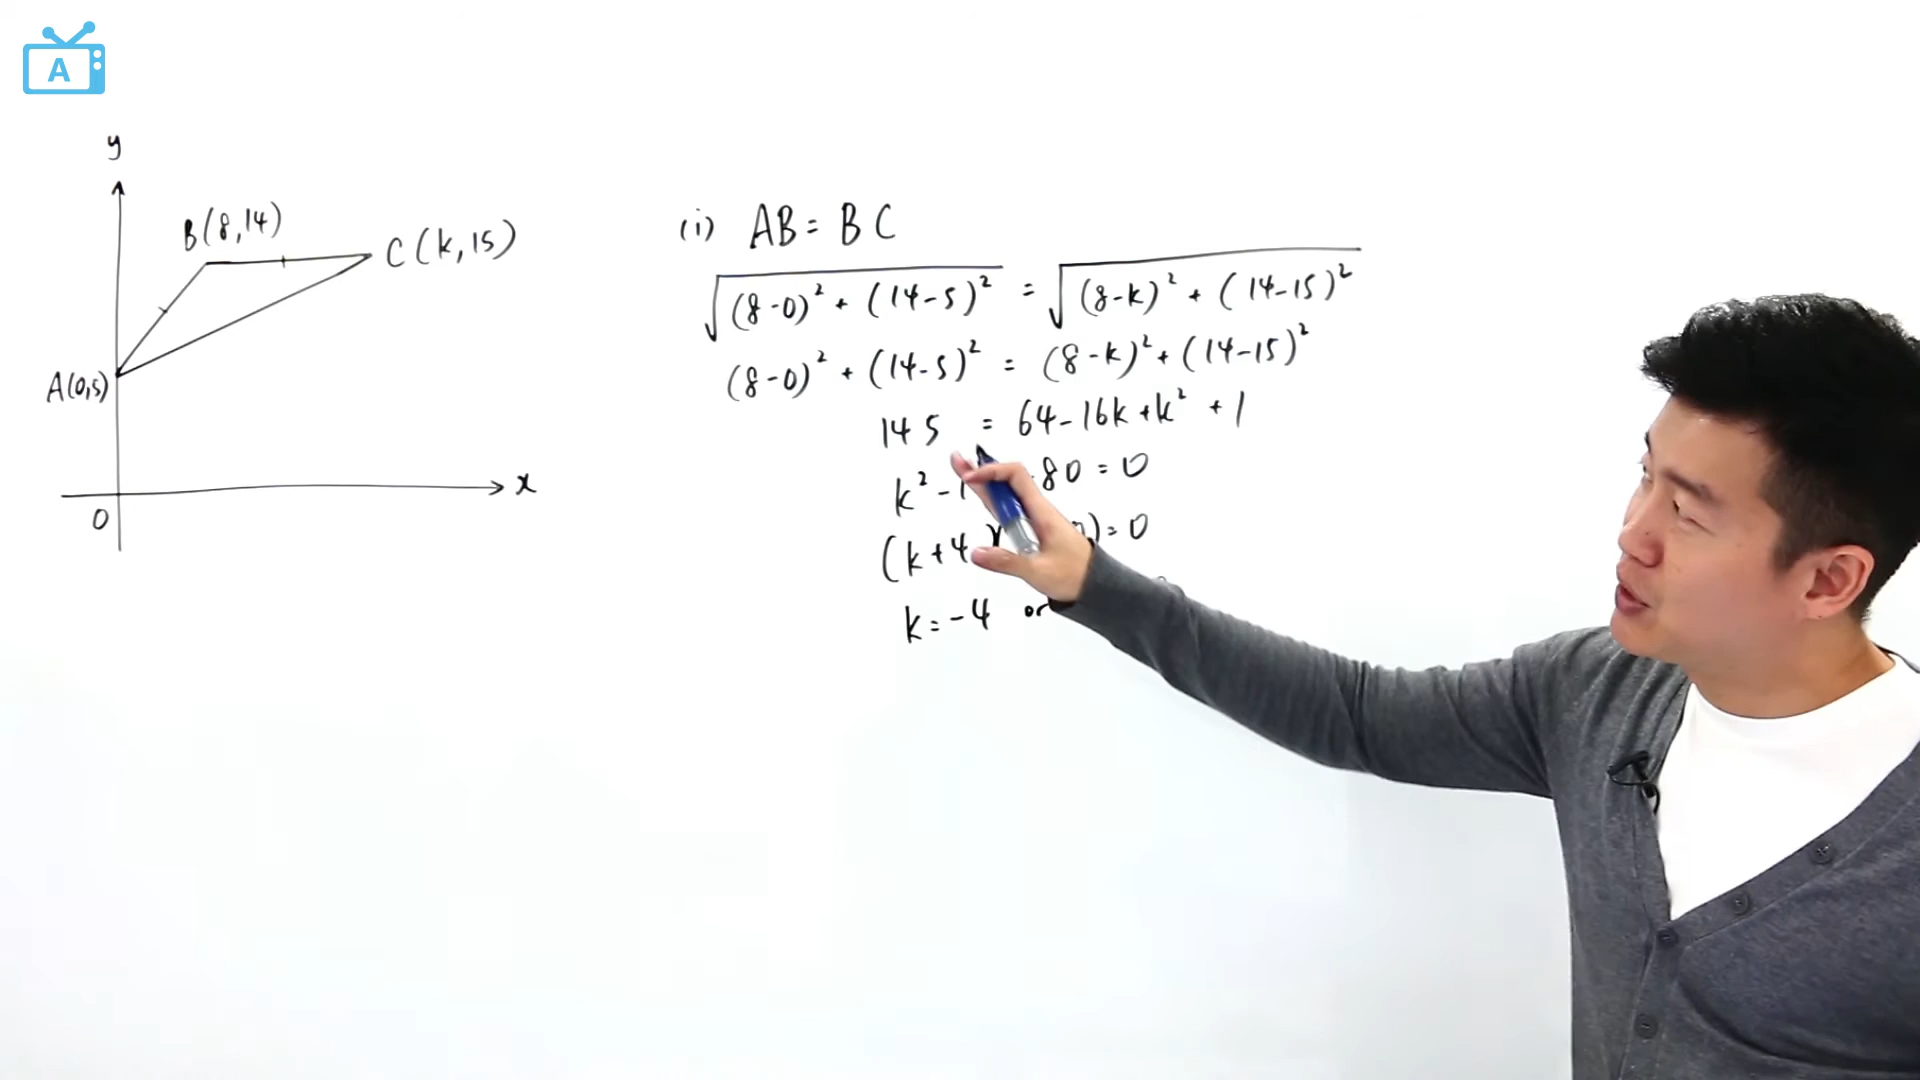 A
y
B(8,14)
C(k,15)
A(0,5)
x
0
(i) AB = BC
√((8-0)² + (14-5)²) = √((8-k)² + (14-15)²)
(8-0)² + (14-5)² = (8-k)² + (14-15)²
145 = 64-16k+k² + 1
k² - 80 = 0
(k+4) )=0
k=-4 or